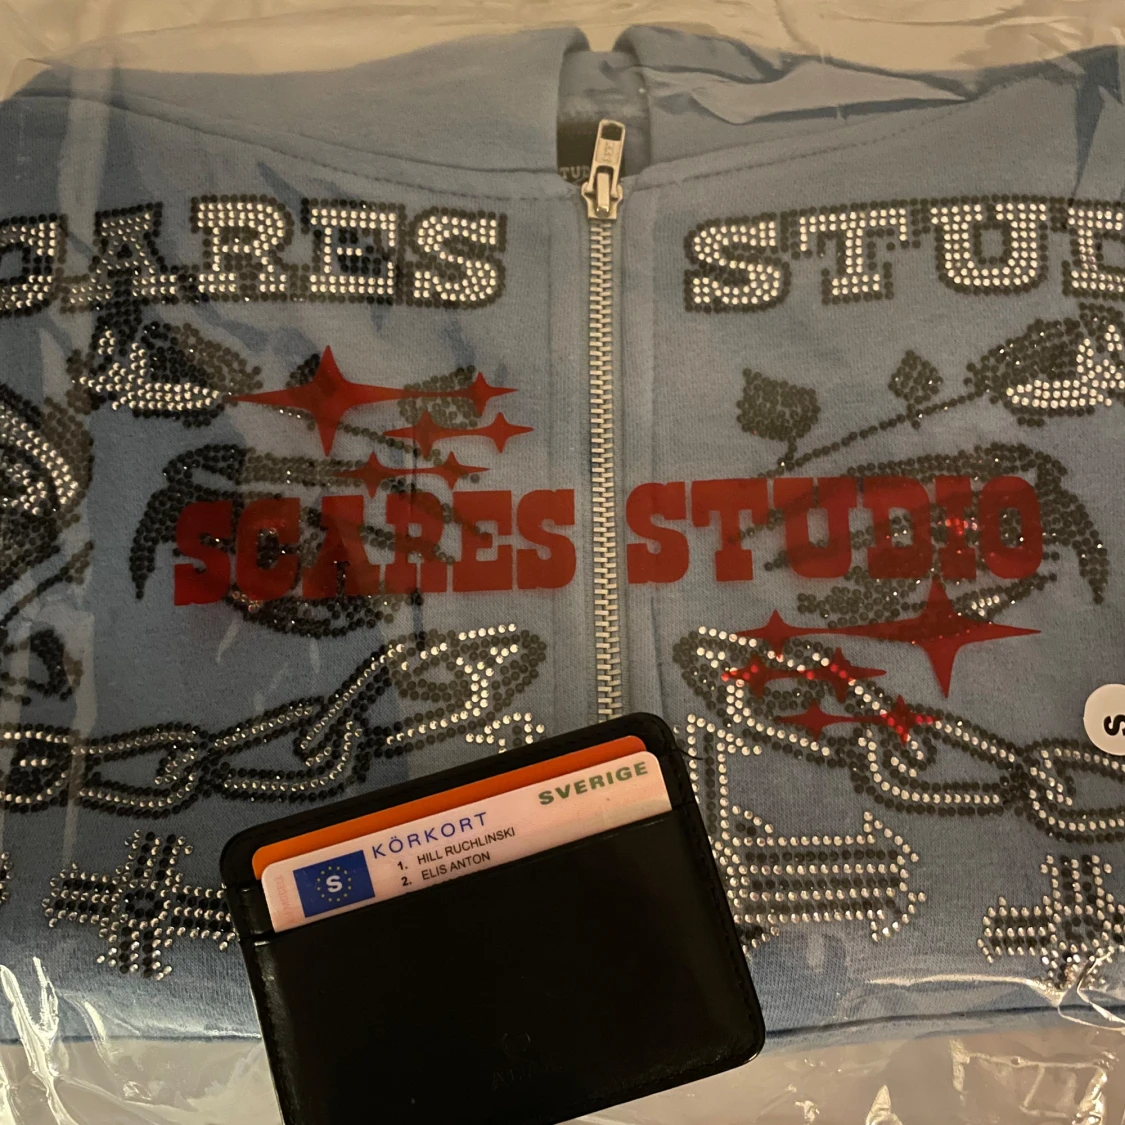 CARES STUD
SCARES STUDIO
S
SVERIGE
KÖRKORT
1. HILL RUCHLINSKI
2. ELIS ANTON
S